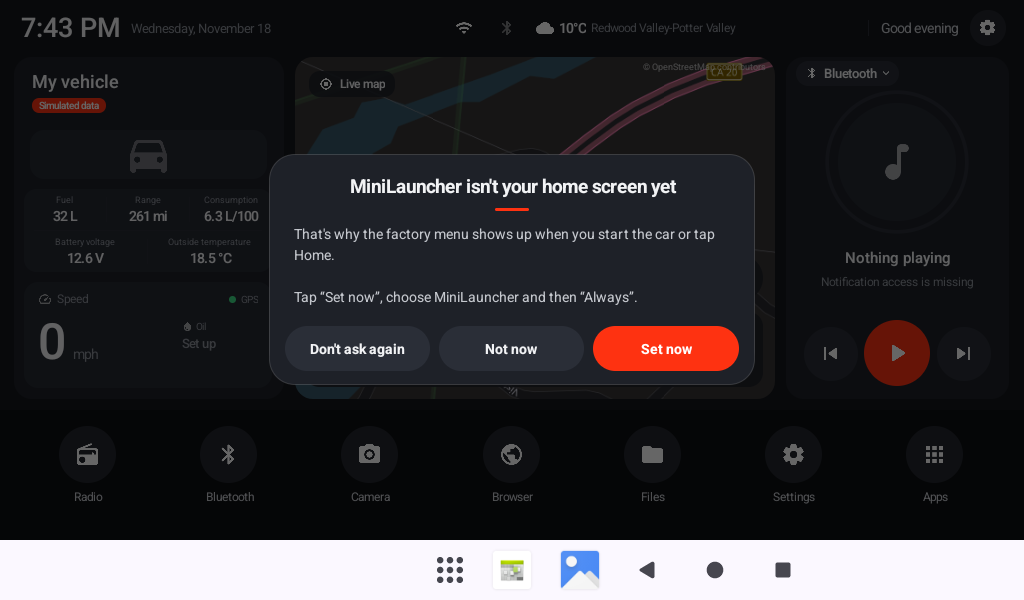 7:43 PM
Wednesday, November 18
10°C
Redwood Valley-Potter Valley
Good evening
My vehicle
Simulated data
Fuel
Range
Consumption
32 L
261 mi
6.3 L/100
Battery voltage
Outside temperature
12.6 V
18.5 °C
Speed
GPS
0 mph
Oil
Set up
Live map
© OpenStreetMap contributors
CA 20
MiniLauncher isn't your home screen yet
That's why the factory menu shows up when you start the car or tap
Home.
Tap “Set now”, choose MiniLauncher and then “Always”.
Don't ask again
Not now
Set now
Bluetooth
Nothing playing
Notification access is missing
Radio
Bluetooth
Camera
Browser
Files
Settings
Apps